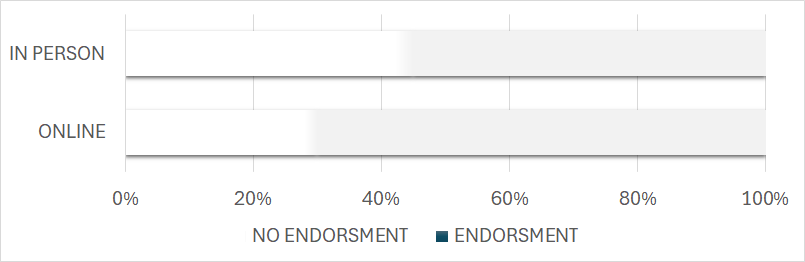 IN PERSON
ONLINE
0% 20% 40% 60% 80% 100%
NO ENDORSMENT ENDORSMENT